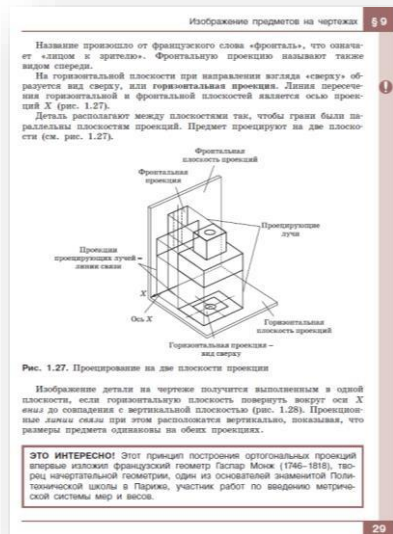 Изображение предметов на чертежах § 9
Название произошло от французского слова «фронталь», что означа-
ет «лицом к зрителю». Фронтальную проекцию называют также
видом спереди.
На горизонтальной плоскости при направлении взгляда «сверху» об-
разуется вид сверху, или горизонтальная проекция. Линия пересече-
ния горизонтальной и фронтальной плоскостей является осью проек-
ций X (рис. 1.27).
Деталь располагают между плоскостями так, чтобы грани были па-
раллельны плоскостям проекций. Предмет проецируют на две плоско-
сти (см. рис. 1.27).
Фронтальная
плоскость проекций
Фронтальная
проекция
Проецирующие
лучи
Проекции
проецирующих лучей –
линии связи
X
Ось X
Горизонтальная
плоскость проекций
Горизонтальная проекция –
вид сверху
Рис. 1.27. Проецирование на две плоскости проекции
Изображение детали на чертеже получится выполненным в одной
плоскости, если горизонтальную плоскость повернуть вокруг оси X
вниз до совпадения с вертикальной плоскостью (рис. 1.28). Проекцион-
ные линии связи при этом расположатся вертикально, показывая, что
размеры предмета одинаковы на обеих проекциях.
ЭТО ИНТЕРЕСНО! Этот принцип построения ортогональных проекций
впервые изложил французский геометр Гаспар Монж (1746–1818), тво-
рец начертательной геометрии, один из основателей знаменитой Поли-
технической школы в Париже, участник работ по введению метриче-
ской системы мер и весов.
29